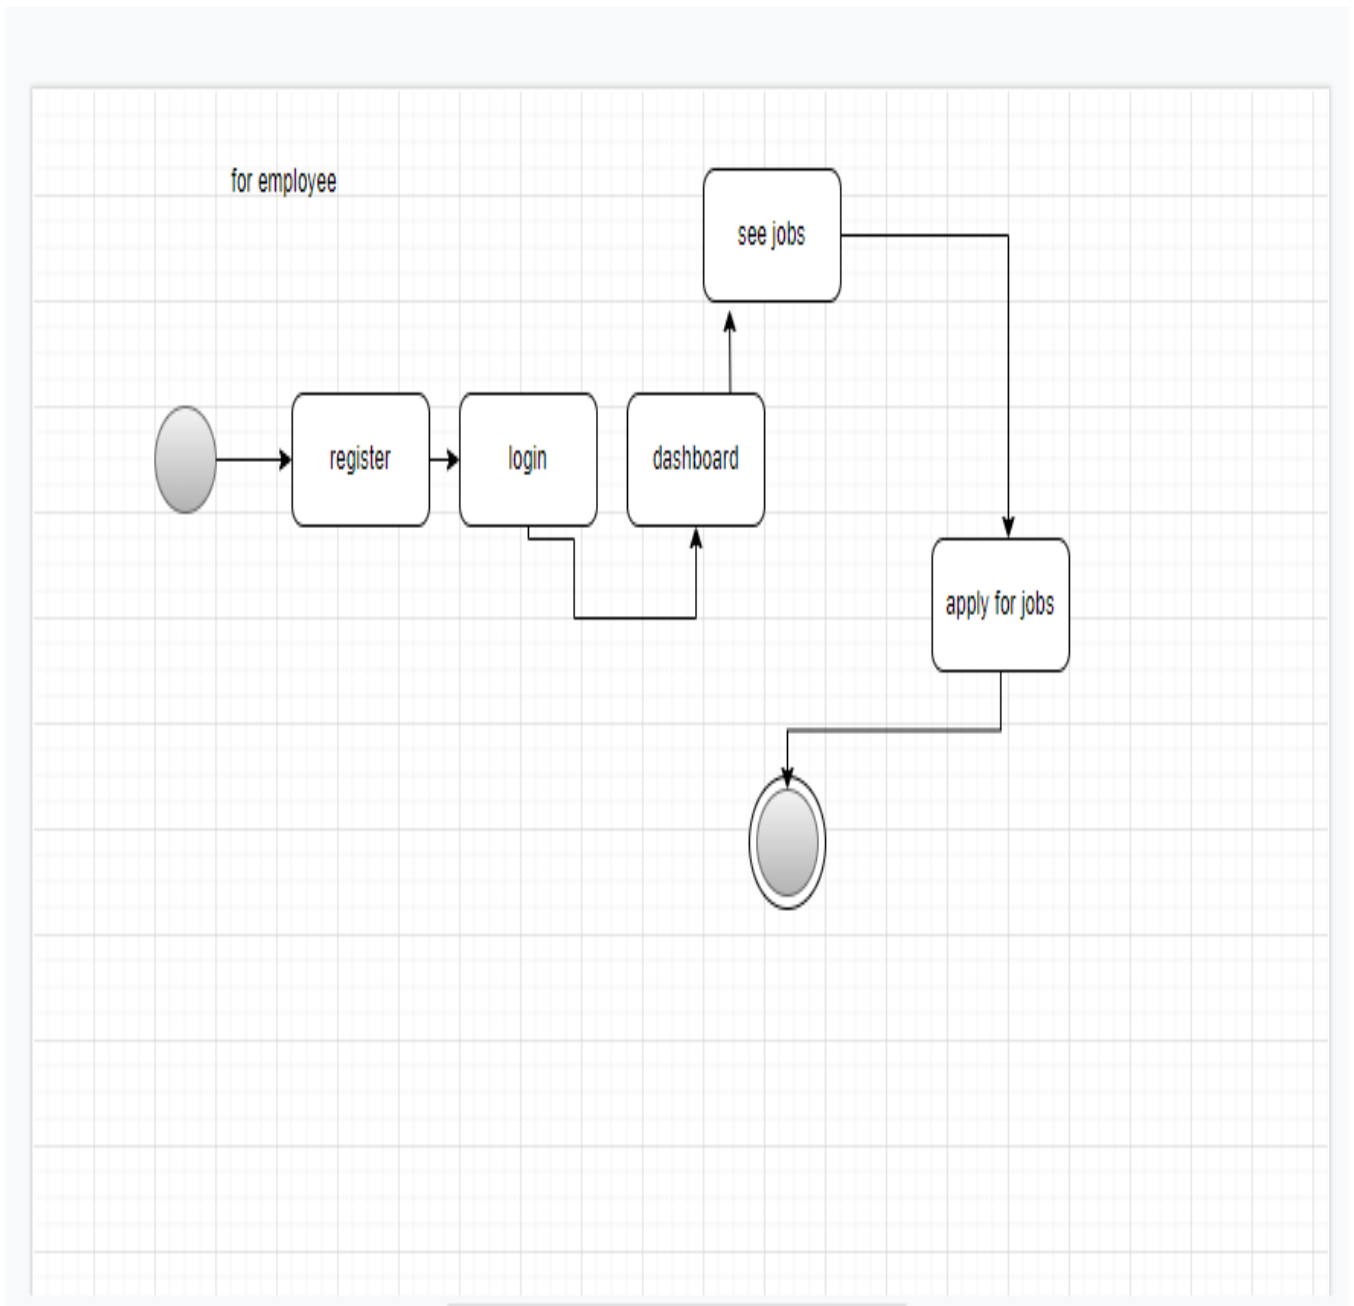 for employee
see jobs
register
login
dashboard
apply for jobs